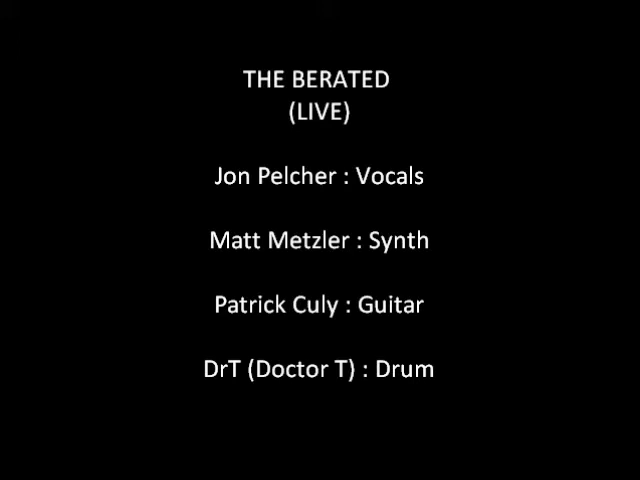 THE BERATED
(LIVE)
Jon Pelcher : Vocals
Matt Metzler : Synth
Patrick Culy : Guitar
DrT (Doctor T) : Drum